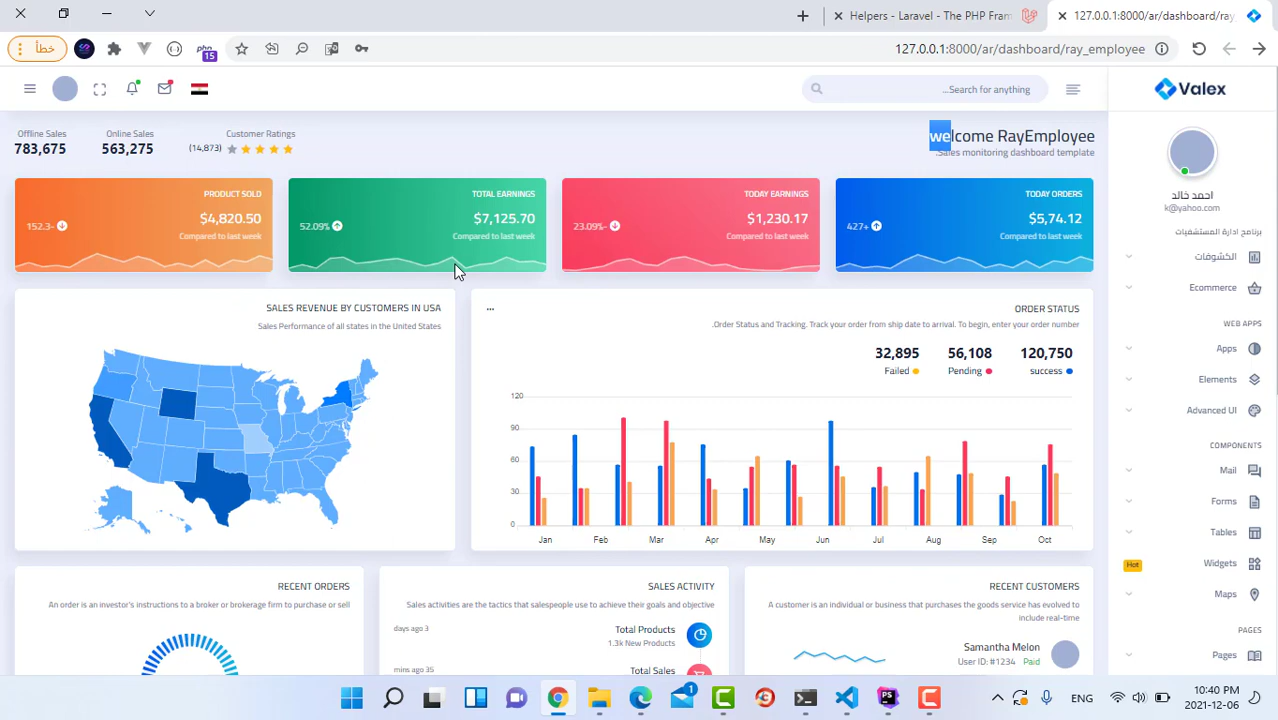 Helpers - Laravel - The PHP Fram
127.0.0.1:8000/ar/dashboard/ray
خطأ
php
15
127.0.0.1:8000/ar/dashboard/ray_employee
Search for anything...
Valex
Offline Sales
783,675
Online Sales
563,275
Customer Ratings
(14,873)
welcome RayEmployee
Sales monitoring dashboard template.
PRODUCT SOLD
$4,820.50
Compared to last week
152.3-
TOTAL EARNINGS
$7,125.70
Compared to last week
52.09%
TODAY EARNINGS
$1,230.17
Compared to last week
23.09%-
TODAY ORDERS
$5,74.12
Compared to last week
427+
احمد خالد
k@yahoo.com
برنامج ادارة المستشفيات
الكشوفات
Ecommerce
WEB APPS
Apps
Elements
Advanced UI
COMPONENTS
Mail
Forms
Tables
Widgets
Hot
Maps
PAGES
Pages
SALES REVENUE BY CUSTOMERS IN USA
Sales Performance of all states in the United States
ORDER STATUS
Order Status and Tracking. Track your order from ship date to arrival. To begin, enter your order number.
32,895
Failed
56,108
Pending
120,750
success
120
90
60
30
0
Jan Feb Mar Apr May Jun Jul Aug Sep Oct
RECENT ORDERS
An order is an investor's instructions to a broker or brokerage firm to purchase or sell
SALES ACTIVITY
Sales activities are the tactics that salespeople use to achieve their goals and objective
days ago 3
Total Products
1.3k New Products
mins ago 35
Total Sales
RECENT CUSTOMERS
A customer is an individual or business that purchases the goods service has evolved to
include real-time
Samantha Melon
User ID: #1234 Paid
1
PS
ENG
10:40 PM
2021-12-06